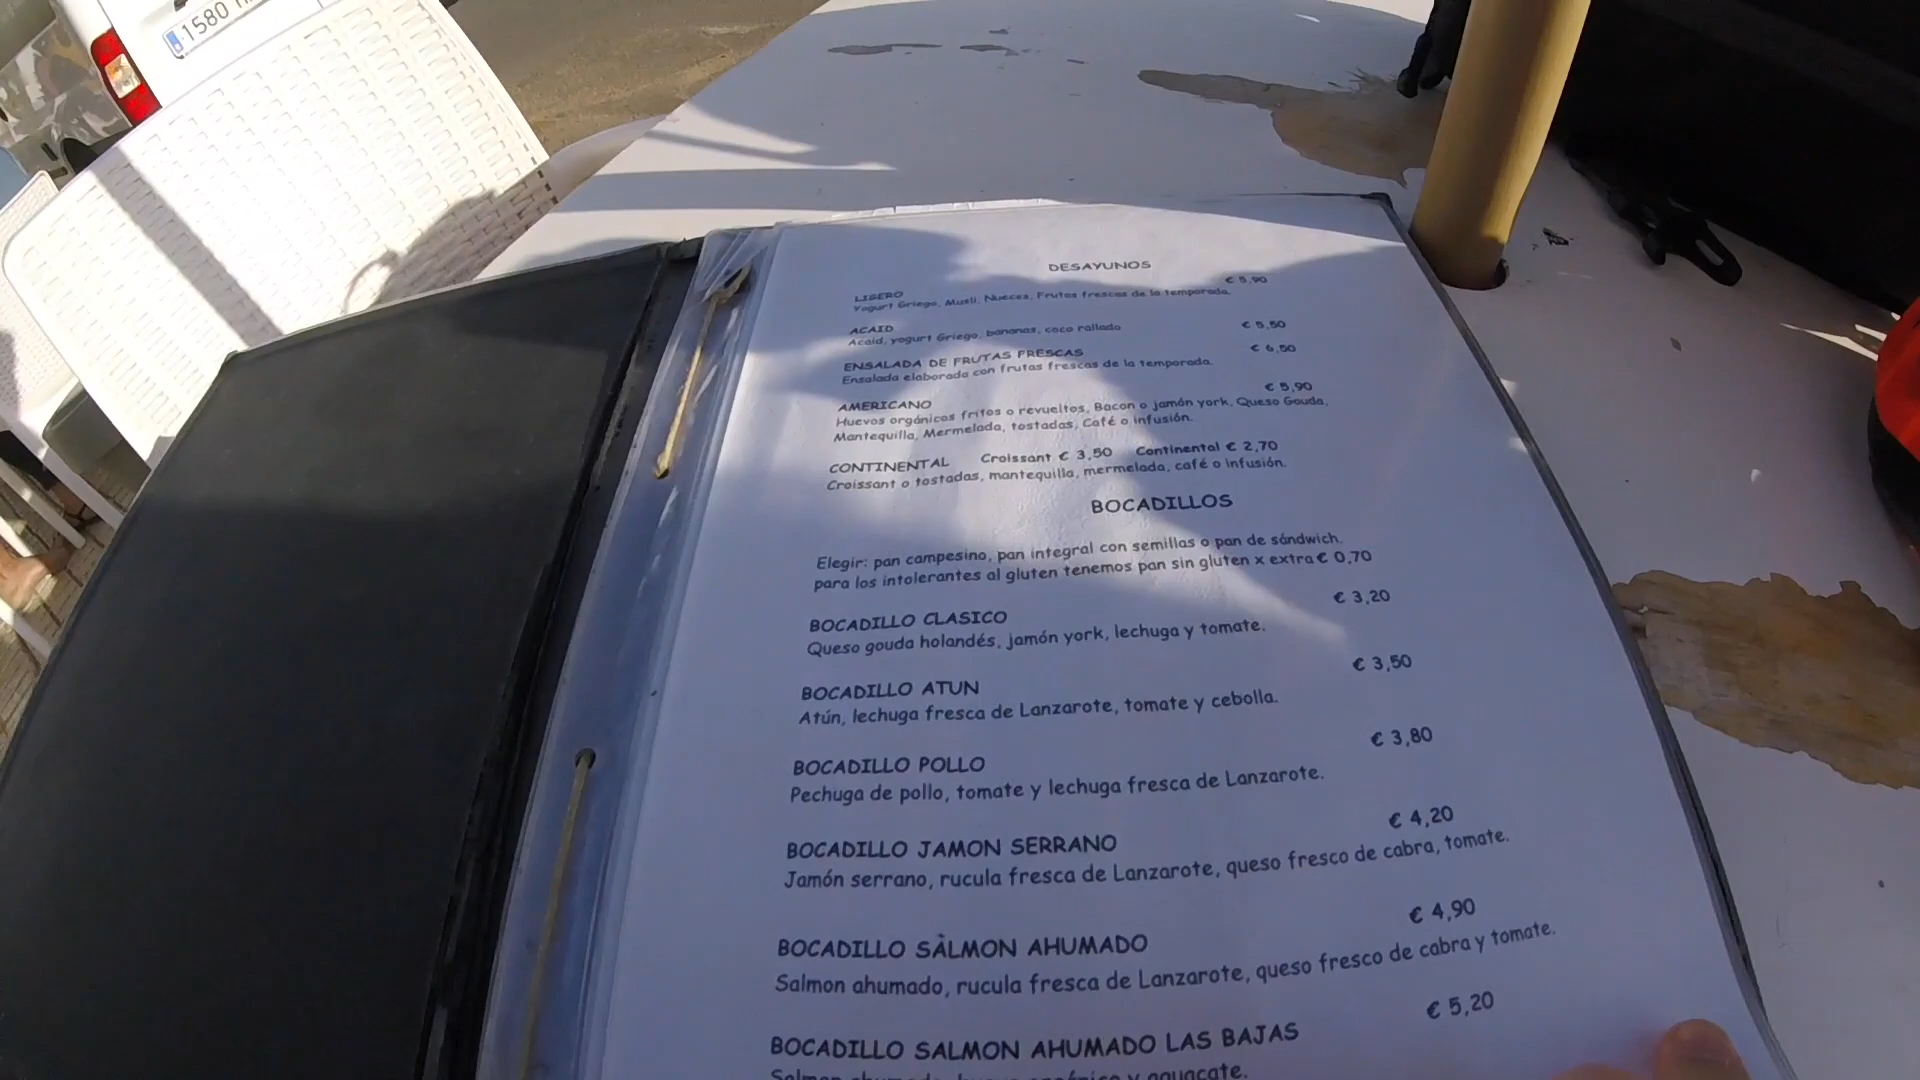 1580
DESAYUNOS
LIGERO € 5,90
Yogurt Griego, Musli, Nueces, Frutas frescas de la temporada.
ACAID € 5,50
Acaid, yogurt Griego, bananas, coco rallado
ENSALADA DE FRUTAS FRESCAS € 6,50
Ensalada elaborada con frutas frescas de la temporada.
AMERICANO € 5,90
Huevos orgánicos fritos o revueltos, Bacon o jamón york, Queso Gouda,
Mantequilla, Mermelada, tostadas, Café o infusión.
CONTINENTAL Croissant € 3,50 Continental € 2,70
Croissant o tostadas, mantequilla, mermelada, café o infusión.
BOCADILLOS
Elegir: pan campesino, pan integral con semillas o pan de sándwich.
para los intolerantes al gluten tenemos pan sin gluten x extra € 0,70
BOCADILLO CLASICO € 3,20
Queso gouda holandés, jamón york, lechuga y tomate.
BOCADILLO ATUN € 3,50
Atún, lechuga fresca de Lanzarote, tomate y cebolla.
BOCADILLO POLLO € 3,80
Pechuga de pollo, tomate y lechuga fresca de Lanzarote.
BOCADILLO JAMON SERRANO € 4,20
Jamón serrano, rucula fresca de Lanzarote, queso fresco de cabra, tomate.
BOCADILLO SÀLMON AHUMADO € 4,90
Salmon ahumado, rucula fresca de Lanzarote, queso fresco de cabra y tomate.
BOCADILLO SALMON AHUMADO LAS BAJAS € 5,20
Salmon y aguacate.